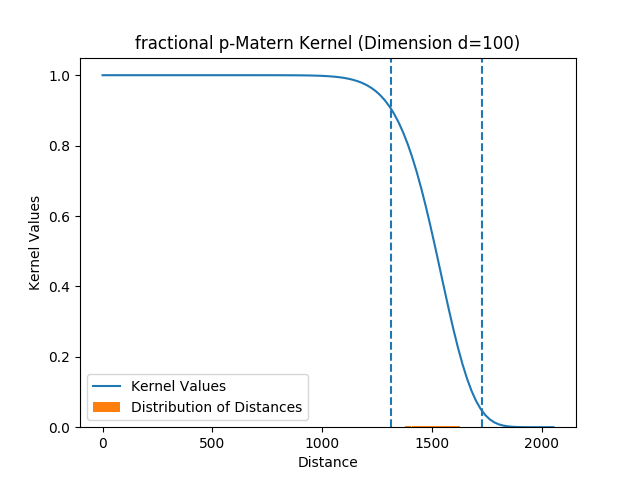 fractional p-Matern Kernel (Dimension d=100)
1.0
0.8
0.6
0.4
0.2
0.0
Kernel Values
Kernel Values
Distribution of Distances
0 500 1000 1500 2000
Distance